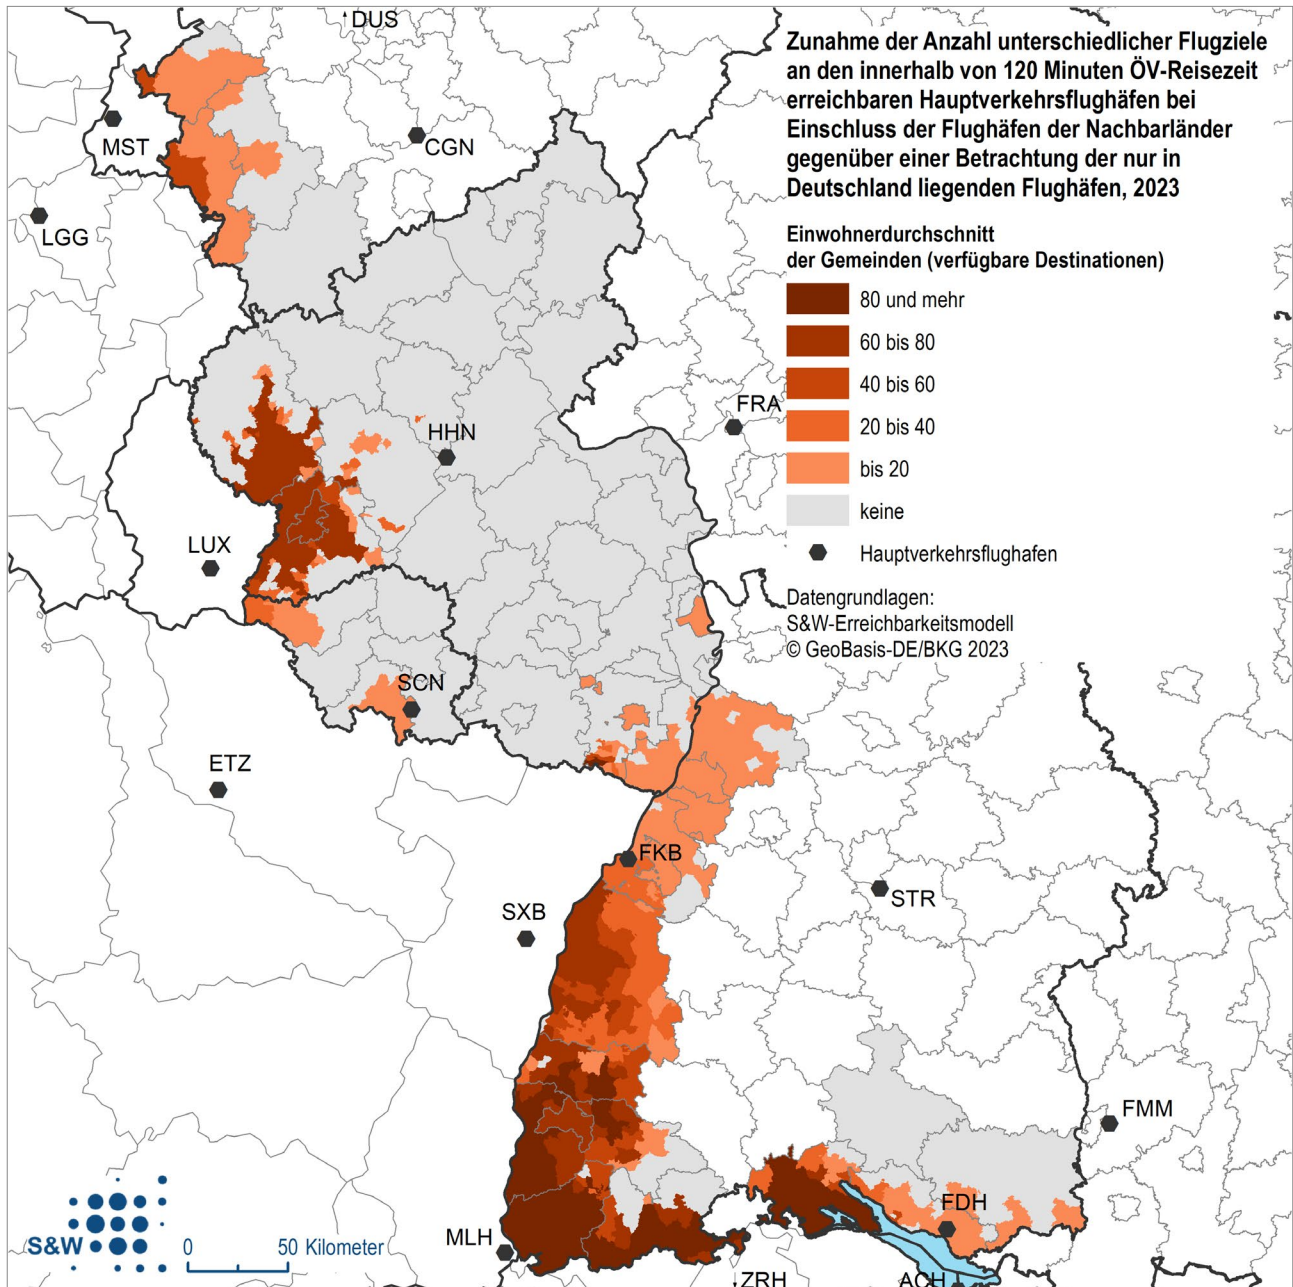 DUS
Zunahme der Anzahl unterschiedlicher Flugziele
an den innerhalb von 120 Minuten ÖV-Reisezeit
erreichbaren Hauptverkehrsflughäfen bei
Einschluss der Flughäfen der Nachbarländer
gegenüber einer Betrachtung der nur in
Deutschland liegenden Flughäfen, 2023
Einwohnerdurchschnitt
der Gemeinden (verfügbare Destinationen)
80 und mehr
60 bis 80
40 bis 60
20 bis 40
bis 20
keine
Hauptverkehrsflughafen
Datengrundlagen:
S&W-Erreichbarkeitsmodell
© GeoBasis-DE/BKG 2023
MST
CGN
LGG
FRA
HHN
LUX
SCN
ETZ
FKB
STR
SXB
FMM
FDH
MLH
ZRH
ACH
S&W
0 50 Kilometer